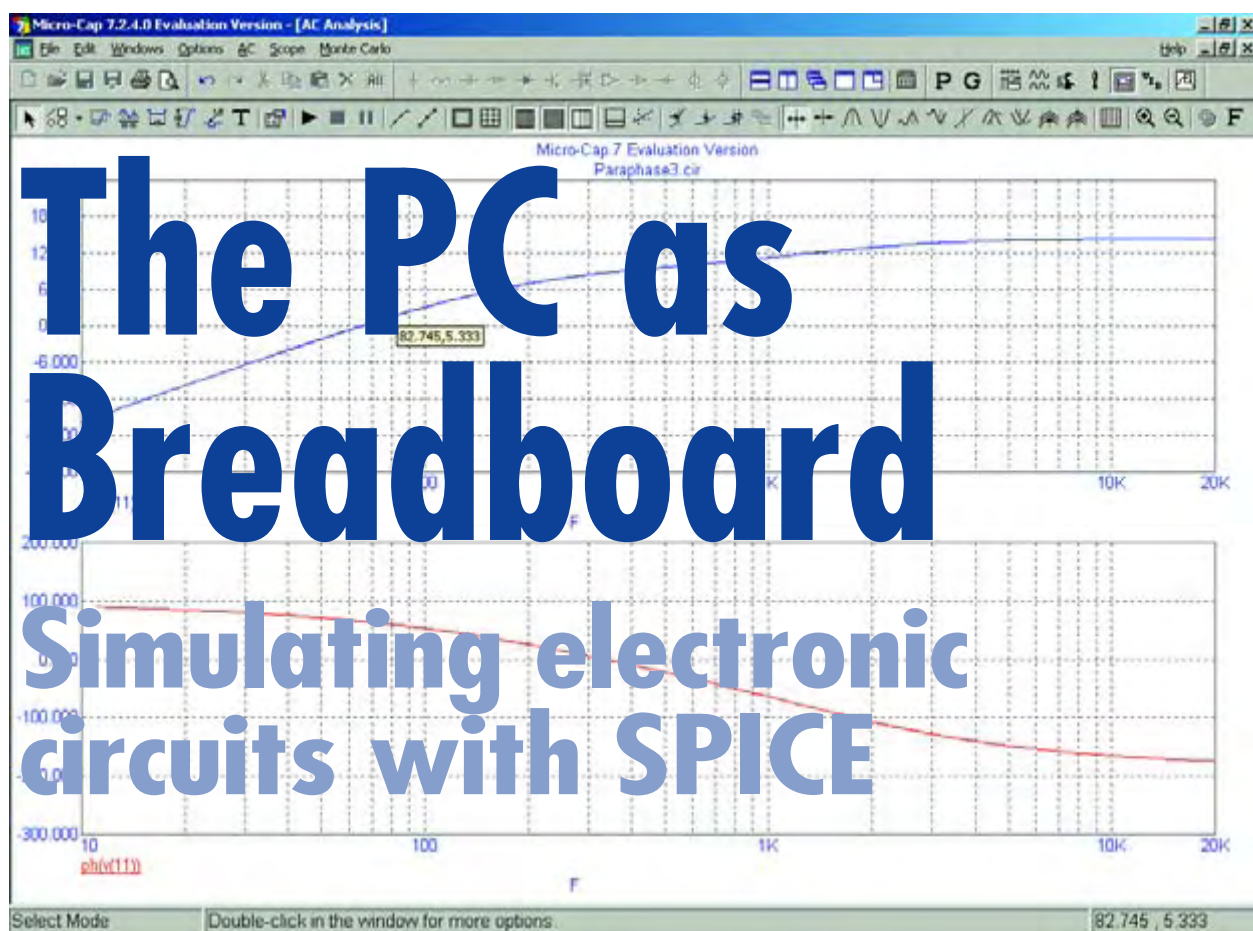 Micro-Cap 7.2.4.0 Evaluation Version - [AC Analysis]
File Edit Windows Options AC Scope Monte Carlo Help
All P G
T F
Micro-Cap 7 Evaluation Version
Paraphase3.cir
The PC as
82.745,5.333
-6.000
Breadboard
10K 20K
F
200.000
100.000
Simulating electronic
-100.000
circuits with SPICE
-300.000
10 100 1K 10K 20K
ph(v(11))
F
Select Mode Double-click in the window for more options. 82.745 , 5.333